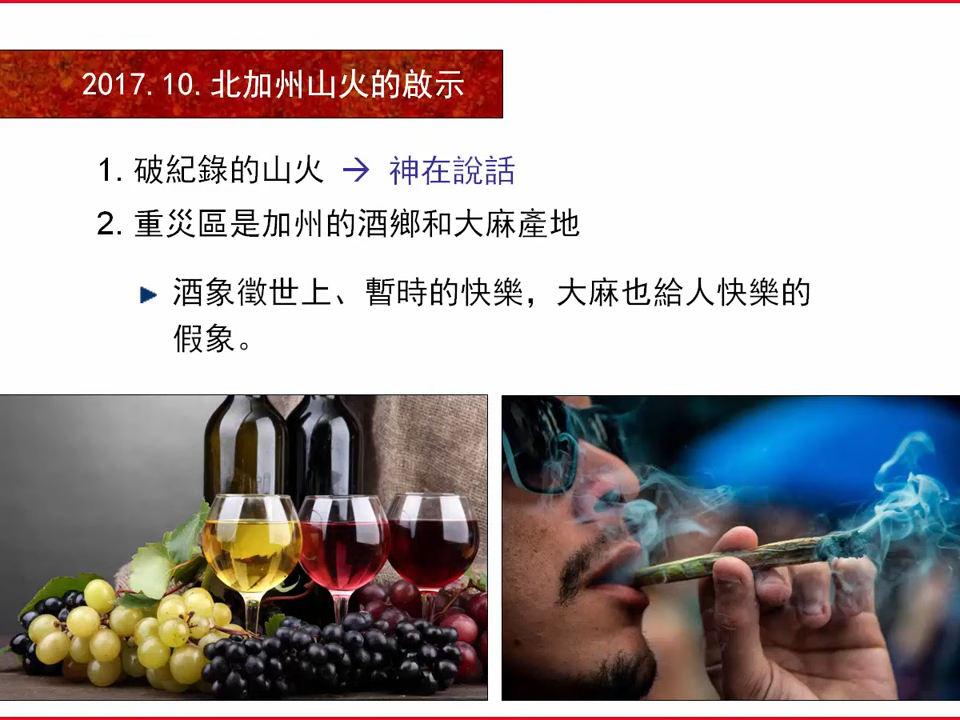 2017.10.北加州山火的啟示
1. 破紀錄的山火 → 神在說話
2. 重災區是加州的酒鄉和大麻產地
酒象徵世上、暫時的快樂，大麻也給人快樂的
假象。